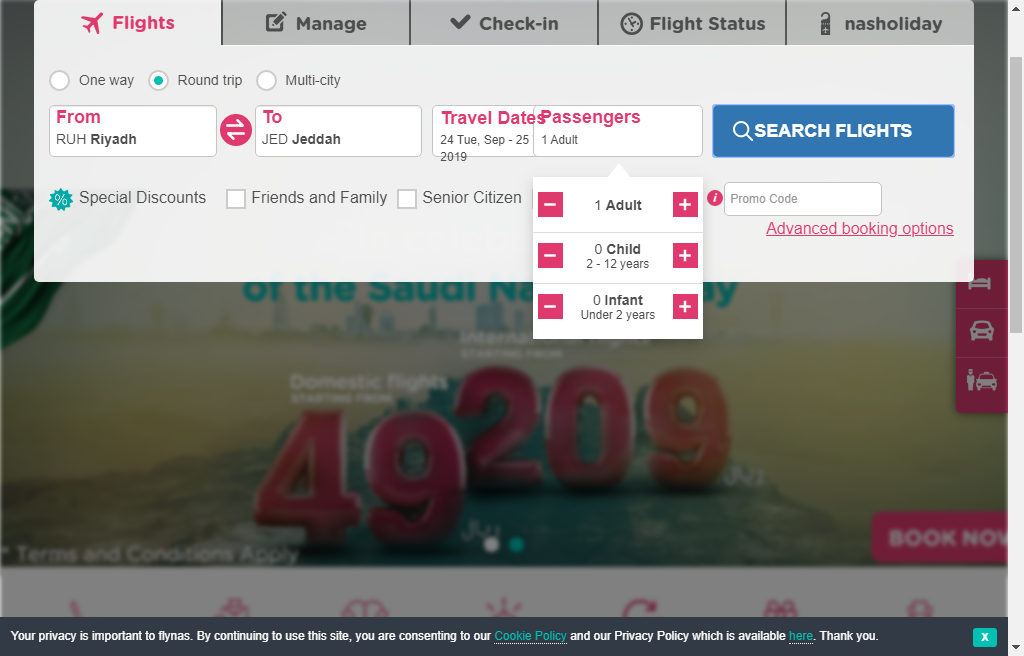 Flights
Manage
Check-in
Flight Status
nasholiday
One way
Round trip
Multi-city
From
RUH Riyadh
To
JED Jeddah
Travel Dates
24 Tue, Sep - 25
2019
Passengers
1 Adult
SEARCH FLIGHTS
Special Discounts
Friends and Family
Senior Citizen
Promo Code
Advanced booking options
1 Adult
0 Child
2 - 12 years
0 Infant
Under 2 years
of the Saudi Na
International flights
STARTING FROM
Domestic flights
STARTING FROM
49
209
ريال
ريال
* Terms and Conditions Apply
BOOK NOW
Your privacy is important to flynas. By continuing to use this site, you are consenting to our Cookie Policy and our Privacy Policy which is available here. Thank you.
X